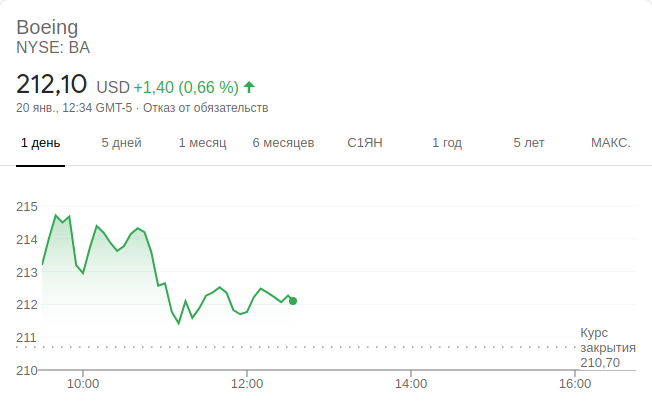 Boeing
NYSE: BA
212,10 USD +1,40 (0,66 %)
20 янв., 12:34 GMT-5 · Отказ от обязательств
1 день 5 дней 1 месяц 6 месяцев С1ЯН 1 год 5 лет МАКС.
215
214
213
212
211
210
Курс
закрытия
210,70
10:00 12:00 14:00 16:00